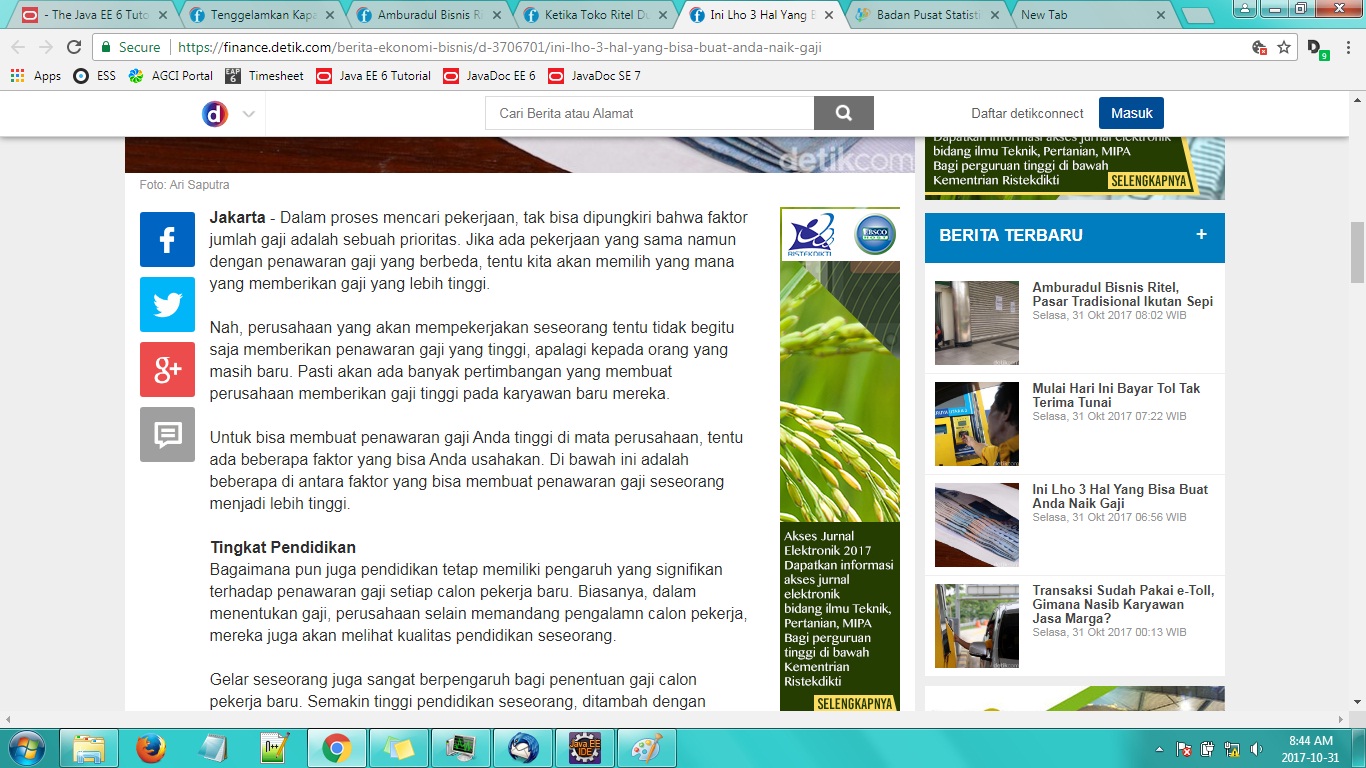 - The Java EE 6 Tuto
Tenggelamkan Kapa
Amburadul Bisnis Ri
Ketika Toko Ritel Du
Ini Lho 3 Hal Yang B
Badan Pusat Statisti
New Tab
Secure
https://finance.detik.com/berita-ekonomi-bisnis/d-3706701/ini-lho-3-hal-yang-bisa-buat-anda-naik-gaji
9
Apps
ESS
AGCI Portal
EAP 6
Timesheet
Java EE 6 Tutorial
JavaDoc EE 6
JavaDoc SE 7
d
Cari Berita atau Alamat
Daftar detikconnect
Masuk
detikcom
Foto: Ari Saputra
Jakarta - Dalam proses mencari pekerjaan, tak bisa dipungkiri bahwa faktor
jumlah gaji adalah sebuah prioritas. Jika ada pekerjaan yang sama namun
dengan penawaran gaji yang berbeda, tentu kita akan memilih yang mana
yang memberikan gaji yang lebih tinggi.
Nah, perusahaan yang akan mempekerjakan seseorang tentu tidak begitu
saja memberikan penawaran gaji yang tinggi, apalagi kepada orang yang
masih baru. Pasti akan ada banyak pertimbangan yang membuat
perusahaan memberikan gaji tinggi pada karyawan baru mereka.
Untuk bisa membuat penawaran gaji Anda tinggi di mata perusahaan, tentu
ada beberapa faktor yang bisa Anda usahakan. Di bawah ini adalah
beberapa di antara faktor yang bisa membuat penawaran gaji seseorang
menjadi lebih tinggi.
Tingkat Pendidikan
Bagaimana pun juga pendidikan tetap memiliki pengaruh yang signifikan
terhadap penawaran gaji setiap calon pekerja baru. Biasanya, dalam
menentukan gaji, perusahaan selain memandang pengalamn calon pekerja,
mereka juga akan melihat kualitas pendidikan seseorang.
Gelar seseorang juga sangat berpengaruh bagi penentuan gaji calon
pekerja baru. Semakin tinggi pendidikan seseorang, ditambah dengan
RISTEKDIKTI
EBSCO
HOST
Akses Jurnal
Elektronik 2017
Dapatkan informasi
akses jurnal
elektronik
bidang ilmu Teknik,
Pertanian, MIPA
Bagi perguruan
tinggi di bawah
Kementrian
Ristekdikti
SELENGKAPNYA
Dapatkan informasi akses jurnal elektronik
bidang ilmu Teknik, Pertanian, MIPA
Bagi perguruan tinggi di bawah
Kementrian Ristekdikti
SELENGKAPNYA
BERITA TERBARU +
Amburadul Bisnis Ritel,
Pasar Tradisional Ikutan Sepi
Selasa, 31 Okt 2017 08:02 WIB
Mulai Hari Ini Bayar Tol Tak
Terima Tunai
Selasa, 31 Okt 2017 07:22 WIB
Ini Lho 3 Hal Yang Bisa Buat
Anda Naik Gaji
Selasa, 31 Okt 2017 06:56 WIB
Transaksi Sudah Pakai e-Toll,
Gimana Nasib Karyawan
Jasa Marga?
Selasa, 31 Okt 2017 00:13 WIB
Java EE
IDE
8:44 AM
2017-10-31